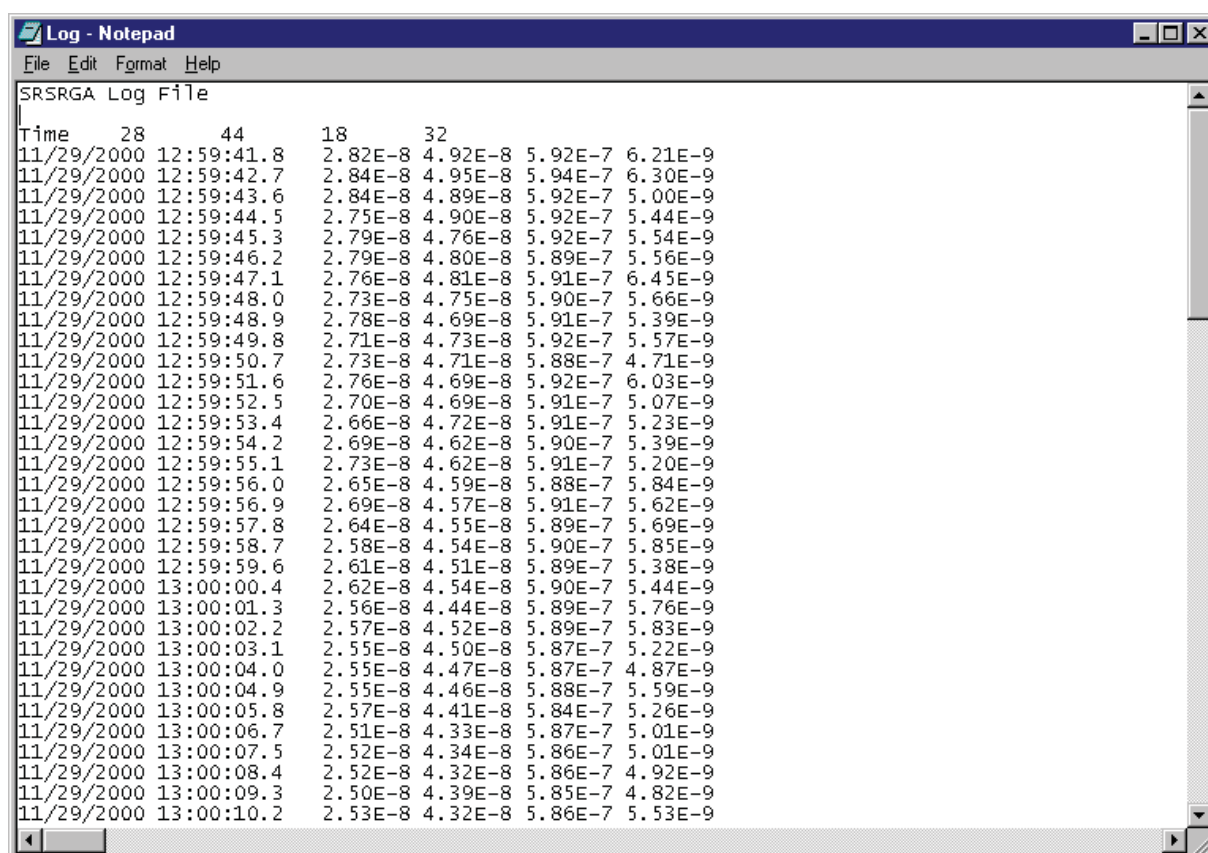 Log - Notepad
File Edit Format Help
SRSRGA Log File
Time 28 44 18 32
11/29/2000 12:59:41.8 2.82E-8 4.92E-8 5.92E-7 6.21E-9
11/29/2000 12:59:42.7 2.84E-8 4.95E-8 5.94E-7 6.30E-9
11/29/2000 12:59:43.6 2.84E-8 4.89E-8 5.92E-7 5.00E-9
11/29/2000 12:59:44.5 2.75E-8 4.90E-8 5.92E-7 5.44E-9
11/29/2000 12:59:45.3 2.79E-8 4.76E-8 5.92E-7 5.54E-9
11/29/2000 12:59:46.2 2.79E-8 4.80E-8 5.89E-7 5.56E-9
11/29/2000 12:59:47.1 2.76E-8 4.81E-8 5.91E-7 6.45E-9
11/29/2000 12:59:48.0 2.73E-8 4.75E-8 5.90E-7 5.66E-9
11/29/2000 12:59:48.9 2.78E-8 4.69E-8 5.91E-7 5.39E-9
11/29/2000 12:59:49.8 2.71E-8 4.73E-8 5.92E-7 5.57E-9
11/29/2000 12:59:50.7 2.73E-8 4.71E-8 5.88E-7 4.71E-9
11/29/2000 12:59:51.6 2.76E-8 4.69E-8 5.92E-7 6.03E-9
11/29/2000 12:59:52.5 2.70E-8 4.69E-8 5.91E-7 5.07E-9
11/29/2000 12:59:53.4 2.66E-8 4.72E-8 5.91E-7 5.23E-9
11/29/2000 12:59:54.2 2.69E-8 4.62E-8 5.90E-7 5.39E-9
11/29/2000 12:59:55.1 2.73E-8 4.62E-8 5.91E-7 5.20E-9
11/29/2000 12:59:56.0 2.65E-8 4.59E-8 5.88E-7 5.84E-9
11/29/2000 12:59:56.9 2.69E-8 4.57E-8 5.91E-7 5.62E-9
11/29/2000 12:59:57.8 2.64E-8 4.55E-8 5.89E-7 5.69E-9
11/29/2000 12:59:58.7 2.58E-8 4.54E-8 5.90E-7 5.85E-9
11/29/2000 12:59:59.6 2.61E-8 4.51E-8 5.89E-7 5.38E-9
11/29/2000 13:00:00.4 2.62E-8 4.54E-8 5.90E-7 5.44E-9
11/29/2000 13:00:01.3 2.56E-8 4.44E-8 5.89E-7 5.76E-9
11/29/2000 13:00:02.2 2.57E-8 4.52E-8 5.89E-7 5.83E-9
11/29/2000 13:00:03.1 2.55E-8 4.50E-8 5.87E-7 5.22E-9
11/29/2000 13:00:04.0 2.55E-8 4.47E-8 5.87E-7 4.87E-9
11/29/2000 13:00:04.9 2.55E-8 4.46E-8 5.88E-7 5.59E-9
11/29/2000 13:00:05.8 2.57E-8 4.41E-8 5.84E-7 5.26E-9
11/29/2000 13:00:06.7 2.51E-8 4.33E-8 5.87E-7 5.01E-9
11/29/2000 13:00:07.5 2.52E-8 4.34E-8 5.86E-7 5.01E-9
11/29/2000 13:00:08.4 2.52E-8 4.32E-8 5.86E-7 4.92E-9
11/29/2000 13:00:09.3 2.50E-8 4.39E-8 5.85E-7 4.82E-9
11/29/2000 13:00:10.2 2.53E-8 4.32E-8 5.86E-7 5.53E-9